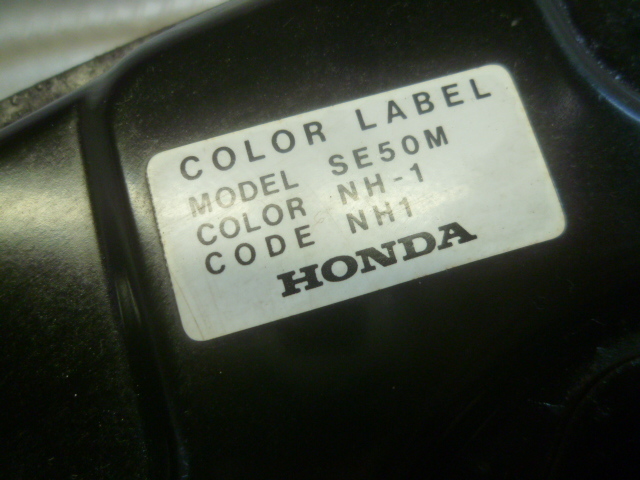 COLOR LABEL
MODEL SE50M
COLOR NH-1
CODE NH1
HONDA